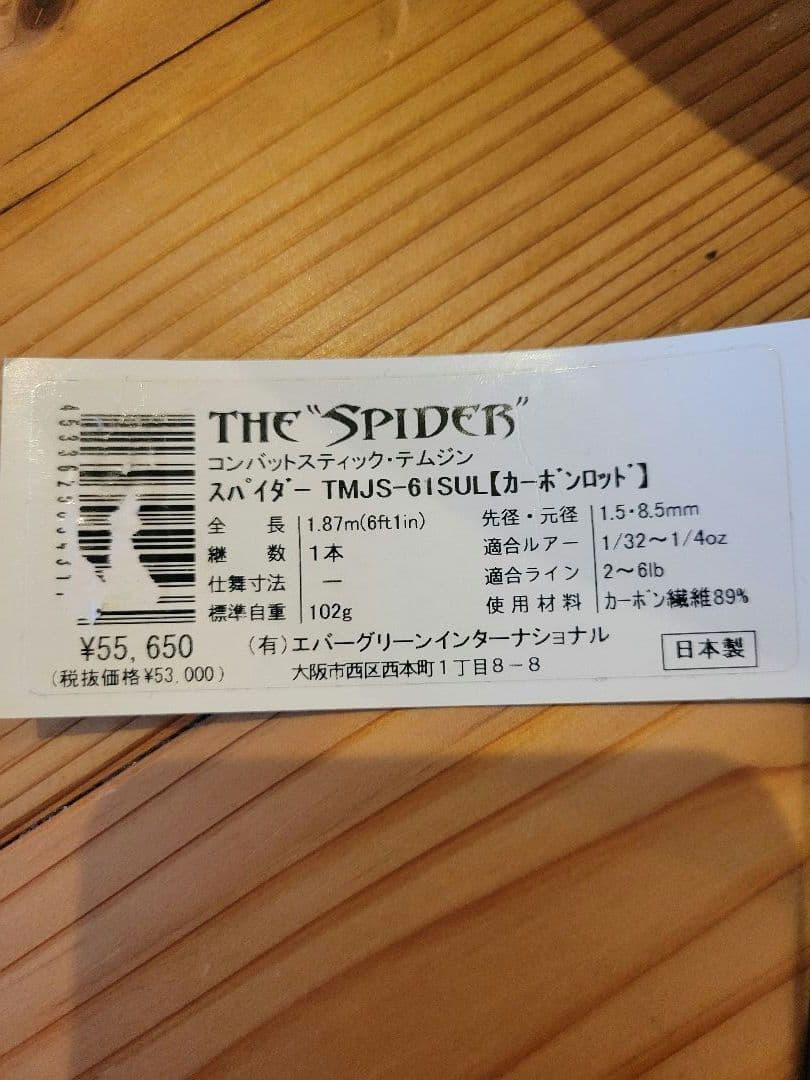 THE "SPIDER"
コンバットスティック・テムジン
スパイダー TMJS-61SUL【カーボンロッド】
全 長 1.87m(6ft1in)
継 数 1本
仕舞寸法 ―
標準自重 102g
先径・元径 1.5・8.5mm
適合ルアー 1/32～1/4oz
適合ライン 2～6lb
使用材料 カーボン繊維89%
¥55,650
(税抜価格¥53,000)
(有)エバーグリーンインターナショナル
大阪市西区西本町1丁目8-8
日本製